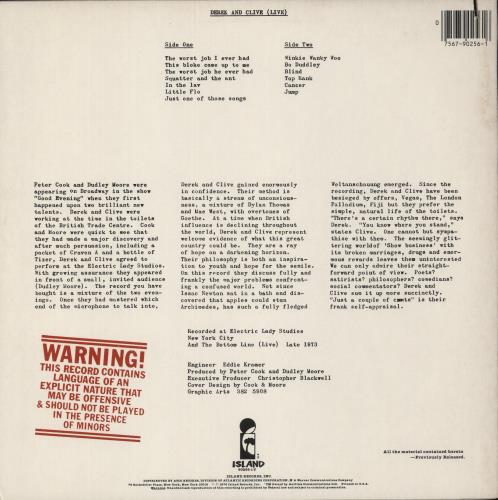 DEREK AND CLIVE (LIVE)
0
7567-90256-1
Side One
The worst job I ever had
This bloke came up to me
The worst job he ever had
Squatter and the ant
In the lav
Little Flo
Just one of those songs
Side Two
Winkie Wanky Woo
Bo Duddley
Blind
Top Rank
Cancer
Jump
Peter Cook and Dudley Moore were
appearing on Broadway in the show
"Good Evening" when they first
happened upon two brilliant new
talents. Derek and Clive were
working at the time in the toilets
of the British Trade Centre. Cook
and Moore were quick to see that
they had made a major discovery and
after much persuasion, including a
packet of Craven A and a bottle of
Tizer, Derek and Clive agreed to
perform at the Electric Lady Studios.
With growing assurance they appeared
in front of a small, invited audience
(Dudley Moore). The record you have
bought is a mixture of the two even-
ings. Once they had mastered which
end of the microphone to talk into,
Derek and Clive gained enormously
in confidence. Their method is
basically a stream of unconscious-
ness, a mixture of Dylan Thomas
and Mae West, with overtones of
Goethe. At a time when British
influence is declining throughout
the world, Derek and Clive represent
welcome evidence of what this great
country could be. They are a ray
of hope on a darkening horizon.
Their philosophy is both an inspira-
tion to youth and hope for the senile.
On this record they discuss fully and
frankly the major problems confront-
ing a confused world. Not since
Isaac Newton sat in a bath and dis-
covered that apples could stun
Archimedes, has such a fully fledged
Weltanschauung emerged. Since the
recording, Derek and Clive have been
besieged by offers, Vegas, The London
Palladium, Fiji but they prefer the
simple, natural life of the toilets.
"There's a certain rhythm there", says
Derek. "You know where you stand,"
states Clive. One cannot but sympa-
thise with them. The seemingly glit-
tering world of 'Show business' with
its broken marriages, drugs and enorm-
ous rewards leaves them uninterested.
We can only admire their straight-
forward point of view. Poets?
satirists? philosophers? comedians?
social commentators? Derek and
Clive sum it up more succinctly.
"Just a couple of cunts" is their
frank self-appraisal.
Recorded at Electric Lady Studios
New York City
And The Bottom Line (Live) Late 1973
Engineer Eddie Kramer
Produced by Peter Cook and Dudley Moore
Executive Producer Christopher Blackwell
Cover Design by Cook & Moore
Graphic Arts 382 5908
WARNING!
THIS RECORD CONTAINS
LANGUAGE OF AN
EXPLICIT NATURE THAT
MAY BE OFFENSIVE
& SHOULD NOT BE PLAYED
IN THE PRESENCE
OF MINORS
ISLAND
90256-1-Y
All the material contained herein
—Previously Released.